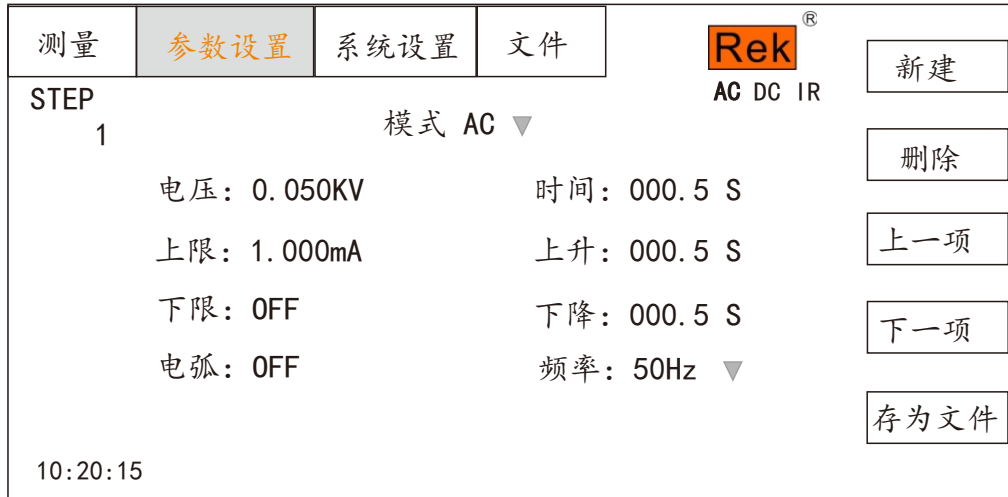 测量 参数设置 系统设置 文件 Rek®
新建
AC DC IR
STEP
1
模式 AC ▼
删除
电压：0.050KV 时间：000.5 S
上限：1.000mA 上升：000.5 S
上一项
下限：OFF 下降：000.5 S
下一项
电弧：OFF 频率：50Hz ▼
存为文件
10:20:15